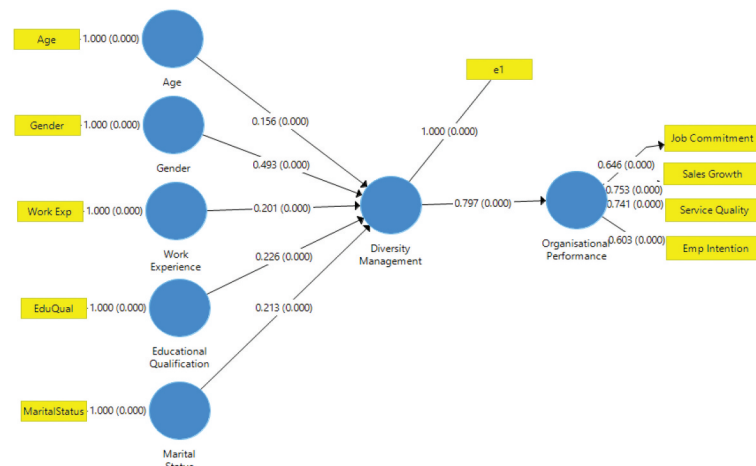 Age
1.000 (0.000)
Age
e1
0.156 (0.000)
1.000 (0.000)
Gender
1.000 (0.000)
Gender
0.493 (0.000)
Job Commitment
0.646 (0.000)
Sales Growth
0.753 (0.000)
0.741 (0.000)
Service Quality
Work Exp
1.000 (0.000)
Work
Experience
0.201 (0.000)
Diversity
Management
0.797 (0.000)
Organisational
Performance
0.603 (0.000)
Emp Intention
0.226 (0.000)
EduQual
1.000 (0.000)
Educational
Qualification
0.213 (0.000)
MaritalStatus
1.000 (0.000)
Marital
Status